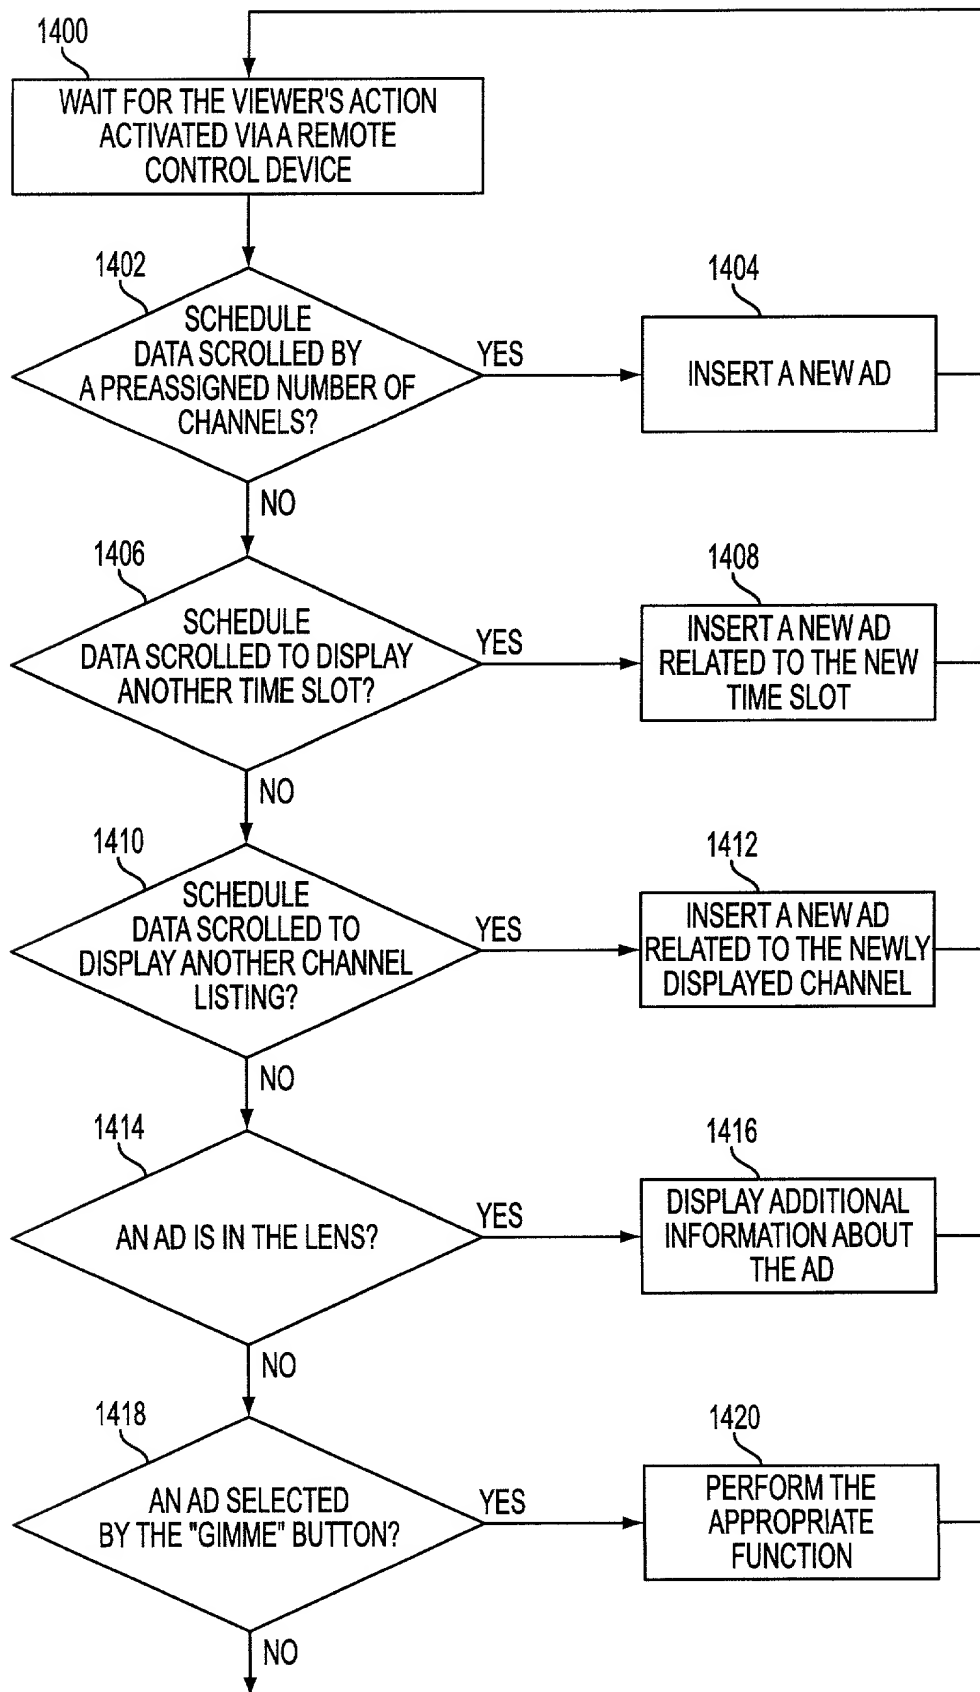 1400
WAIT FOR THE VIEWER'S ACTION
ACTIVATED VIA A REMOTE
CONTROL DEVICE
1402
SCHEDULE
DATA SCROLLED BY
A PREASSIGNED NUMBER OF
CHANNELS?
YES
1404
INSERT A NEW AD
NO
1406
SCHEDULE
DATA SCROLLED TO DISPLAY
ANOTHER TIME SLOT?
YES
1408
INSERT A NEW AD
RELATED TO THE NEW
TIME SLOT
NO
1410
SCHEDULE
DATA SCROLLED TO
DISPLAY ANOTHER CHANNEL
LISTING?
YES
1412
INSERT A NEW AD
RELATED TO THE NEWLY
DISPLAYED CHANNEL
NO
1414
AN AD IS IN THE LENS?
YES
1416
DISPLAY ADDITIONAL
INFORMATION ABOUT
THE AD
NO
1418
AN AD SELECTED
BY THE "GIMME" BUTTON?
YES
1420
PERFORM THE
APPROPRIATE
FUNCTION
NO